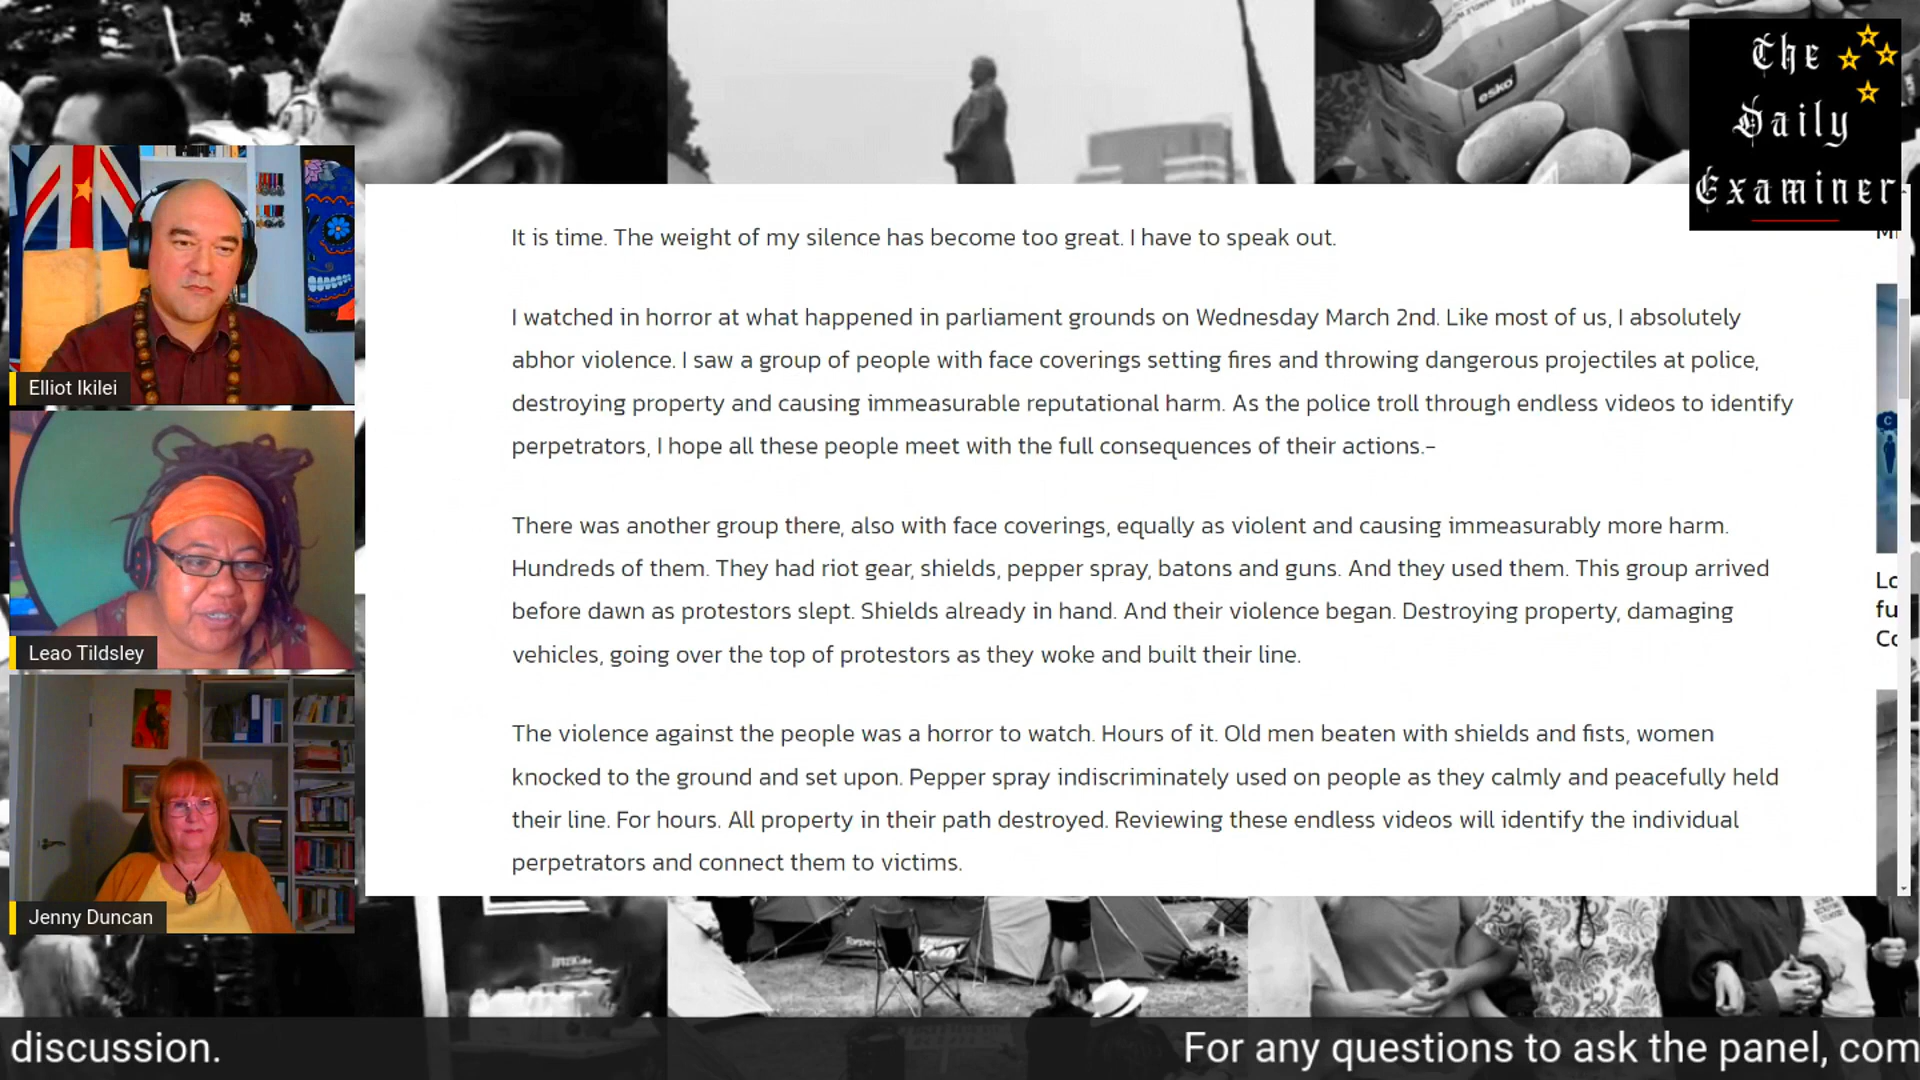 The
Daily
Examiner
esko
It is time. The weight of my silence has become too great. I have to speak out.
I watched in horror at what happened in parliament grounds on Wednesday March 2nd. Like most of us, I absolutely
abhor violence. I saw a group of people with face coverings setting fires and throwing dangerous projectiles at police,
destroying property and causing immeasurable reputational harm. As the police troll through endless videos to identify
perpetrators, I hope all these people meet with the full consequences of their actions.–
There was another group there, also with face coverings, equally as violent and causing immeasurably more harm.
Hundreds of them. They had riot gear, shields, pepper spray, batons and guns. And they used them. This group arrived
before dawn as protestors slept. Shields already in hand. And their violence began. Destroying property, damaging
vehicles, going over the top of protestors as they woke and built their line.
The violence against the people was a horror to watch. Hours of it. Old men beaten with shields and fists, women
knocked to the ground and set upon. Pepper spray indiscriminately used on people as they calmly and peacefully held
their line. For hours. All property in their path destroyed. Reviewing these endless videos will identify the individual
perpetrators and connect them to victims.
Elliot Ikilei
Leao Tildsley
Jenny Duncan
C
Lo
fu
Co
discussion.
For any questions to ask the panel, com